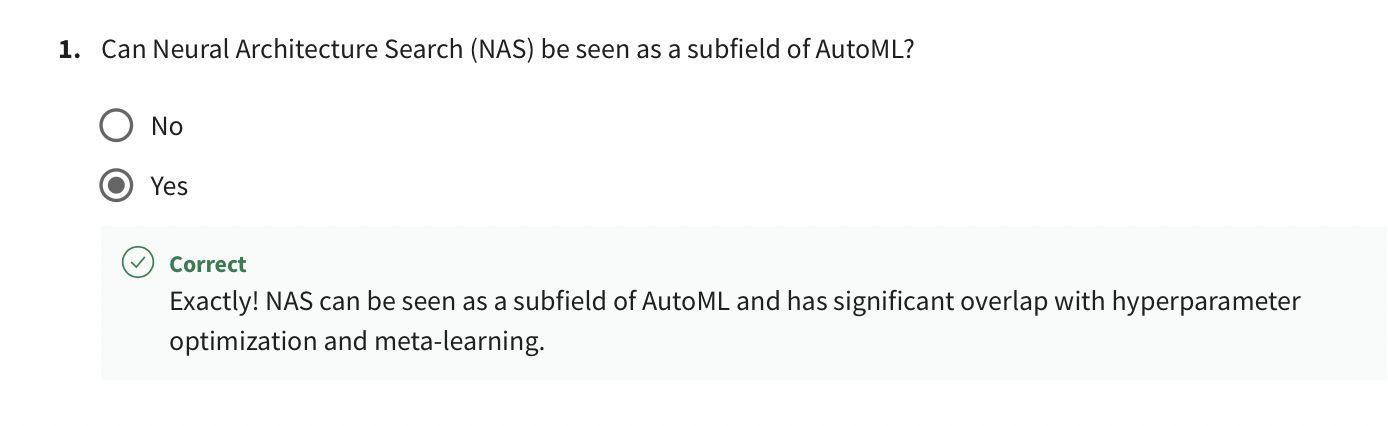 1. Can Neural Architecture Search (NAS) be seen as a subfield of AutoML?
No
Yes
Correct
Exactly! NAS can be seen as a subfield of AutoML and has significant overlap with hyperparameter
optimization and meta-learning.